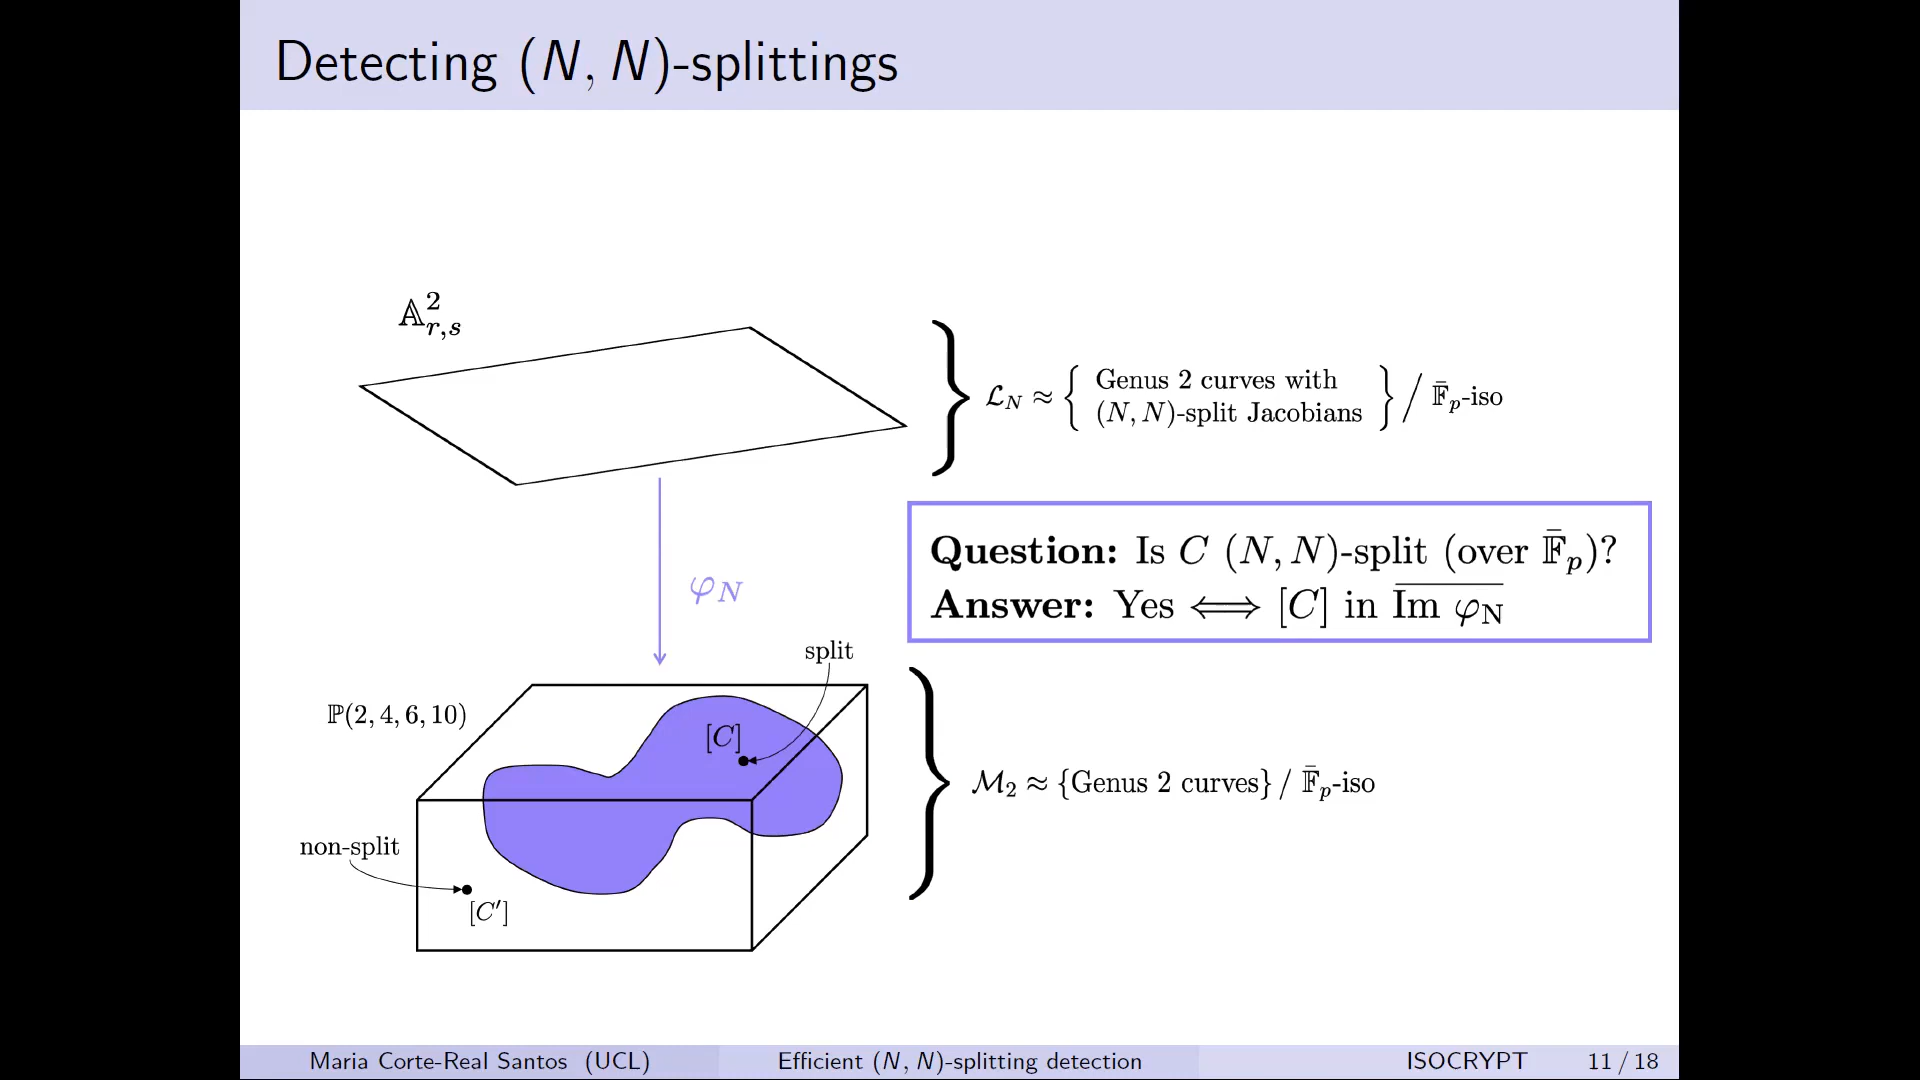 Detecting (N, N)-splittings
𝔸²_{r,s}
ℒ_N ≈ { Genus 2 curves with
(N, N)-split Jacobians } / 𝔽̄_p-iso
Question: Is C (N, N)-split (over 𝔽̄_p)?
Answer: Yes ⟺ [C] in \overline{Im φ_N}
φ_N
split
ℙ(2, 4, 6, 10)
[C]
ℳ₂ ≈ {Genus 2 curves} / 𝔽̄_p-iso
non-split
[C′]
Maria Corte-Real Santos (UCL) Efficient (N, N)-splitting detection ISOCRYPT 11 / 18